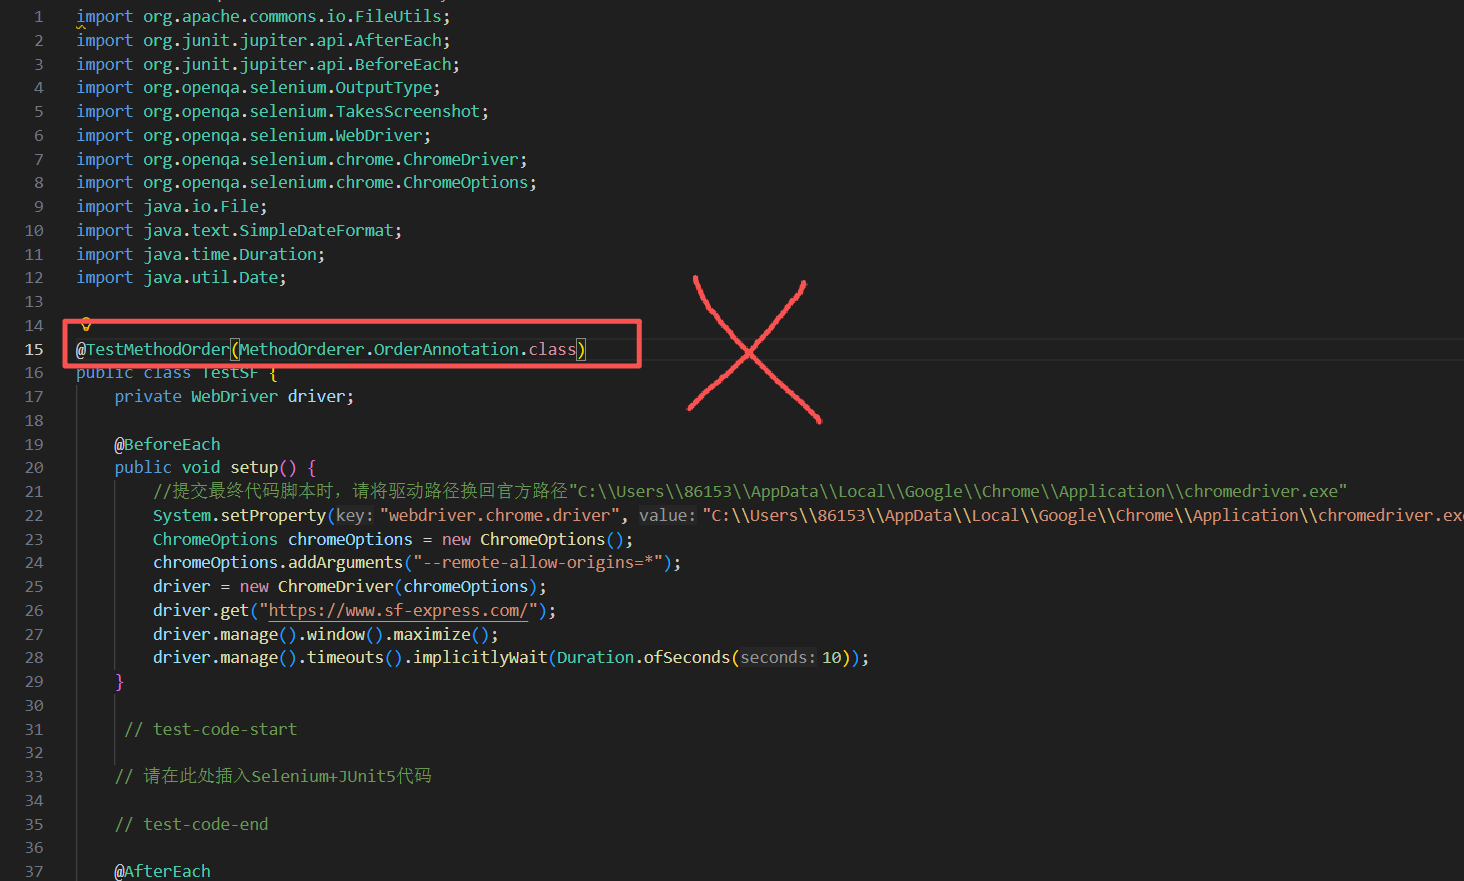 1 import org.apache.commons.io.FileUtils;
2 import org.junit.jupiter.api.AfterEach;
3 import org.junit.jupiter.api.BeforeEach;
4 import org.openqa.selenium.OutputType;
5 import org.openqa.selenium.TakesScreenshot;
6 import org.openqa.selenium.WebDriver;
7 import org.openqa.selenium.chrome.ChromeDriver;
8 import org.openqa.selenium.chrome.ChromeOptions;
9 import java.io.File;
10 import java.text.SimpleDateFormat;
11 import java.time.Duration;
12 import java.util.Date;
13
14
15 @TestMethodOrder(MethodOrderer.OrderAnnotation.class)
16 public class TestSF {
17 private WebDriver driver;
18
19 @BeforeEach
20 public void setup() {
21 //提交最终代码脚本时，请将驱动路径换回官方路径"C:\\Users\\86153\\AppData\\Local\\Google\\Chrome\\Application\\chromedriver.exe"
22 System.setProperty(key: "webdriver.chrome.driver", value: "C:\\Users\\86153\\AppData\\Local\\Google\\Chrome\\Application\\chromedriver.exe
23 ChromeOptions chromeOptions = new ChromeOptions();
24 chromeOptions.addArguments("--remote-allow-origins=*");
25 driver = new ChromeDriver(chromeOptions);
26 driver.get("https://www.sf-express.com/");
27 driver.manage().window().maximize();
28 driver.manage().timeouts().implicitlyWait(Duration.ofSeconds(seconds: 10));
29 }
30
31 // test-code-start
32
33 // 请在此处插入Selenium+JUnit5代码
34
35 // test-code-end
36
37 @AfterEach